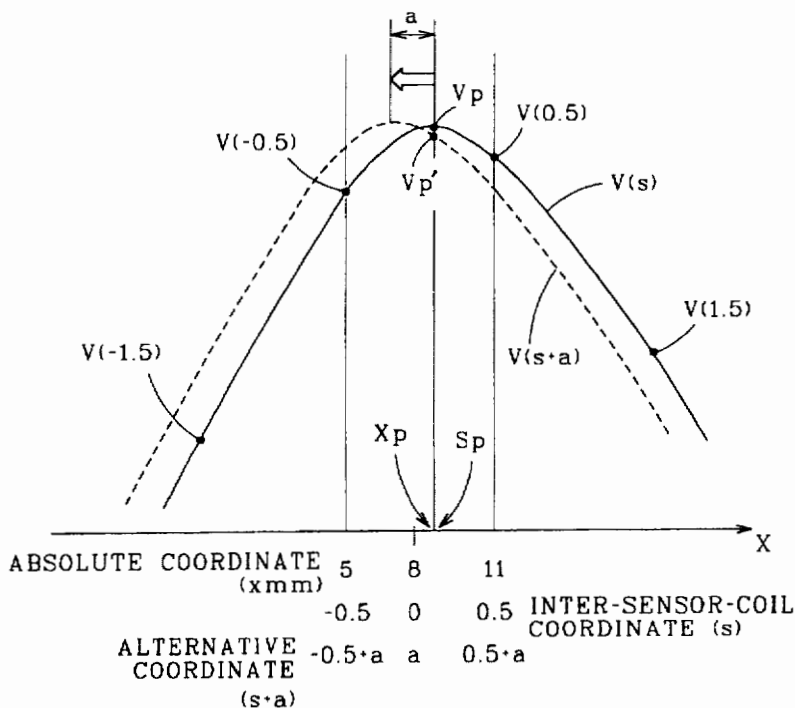 a
Vp
V(0.5)
V(-0.5)
Vp'
V(s)
V(-1.5)
V(s+a)
V(1.5)
Xp
Sp
X
ABSOLUTE COORDINATE
(xmm)
5 8 11
-0.5 0 0.5
INTER-SENSOR-COIL
COORDINATE (s)
ALTERNATIVE
COORDINATE
(s+a)
-0.5+a a 0.5+a